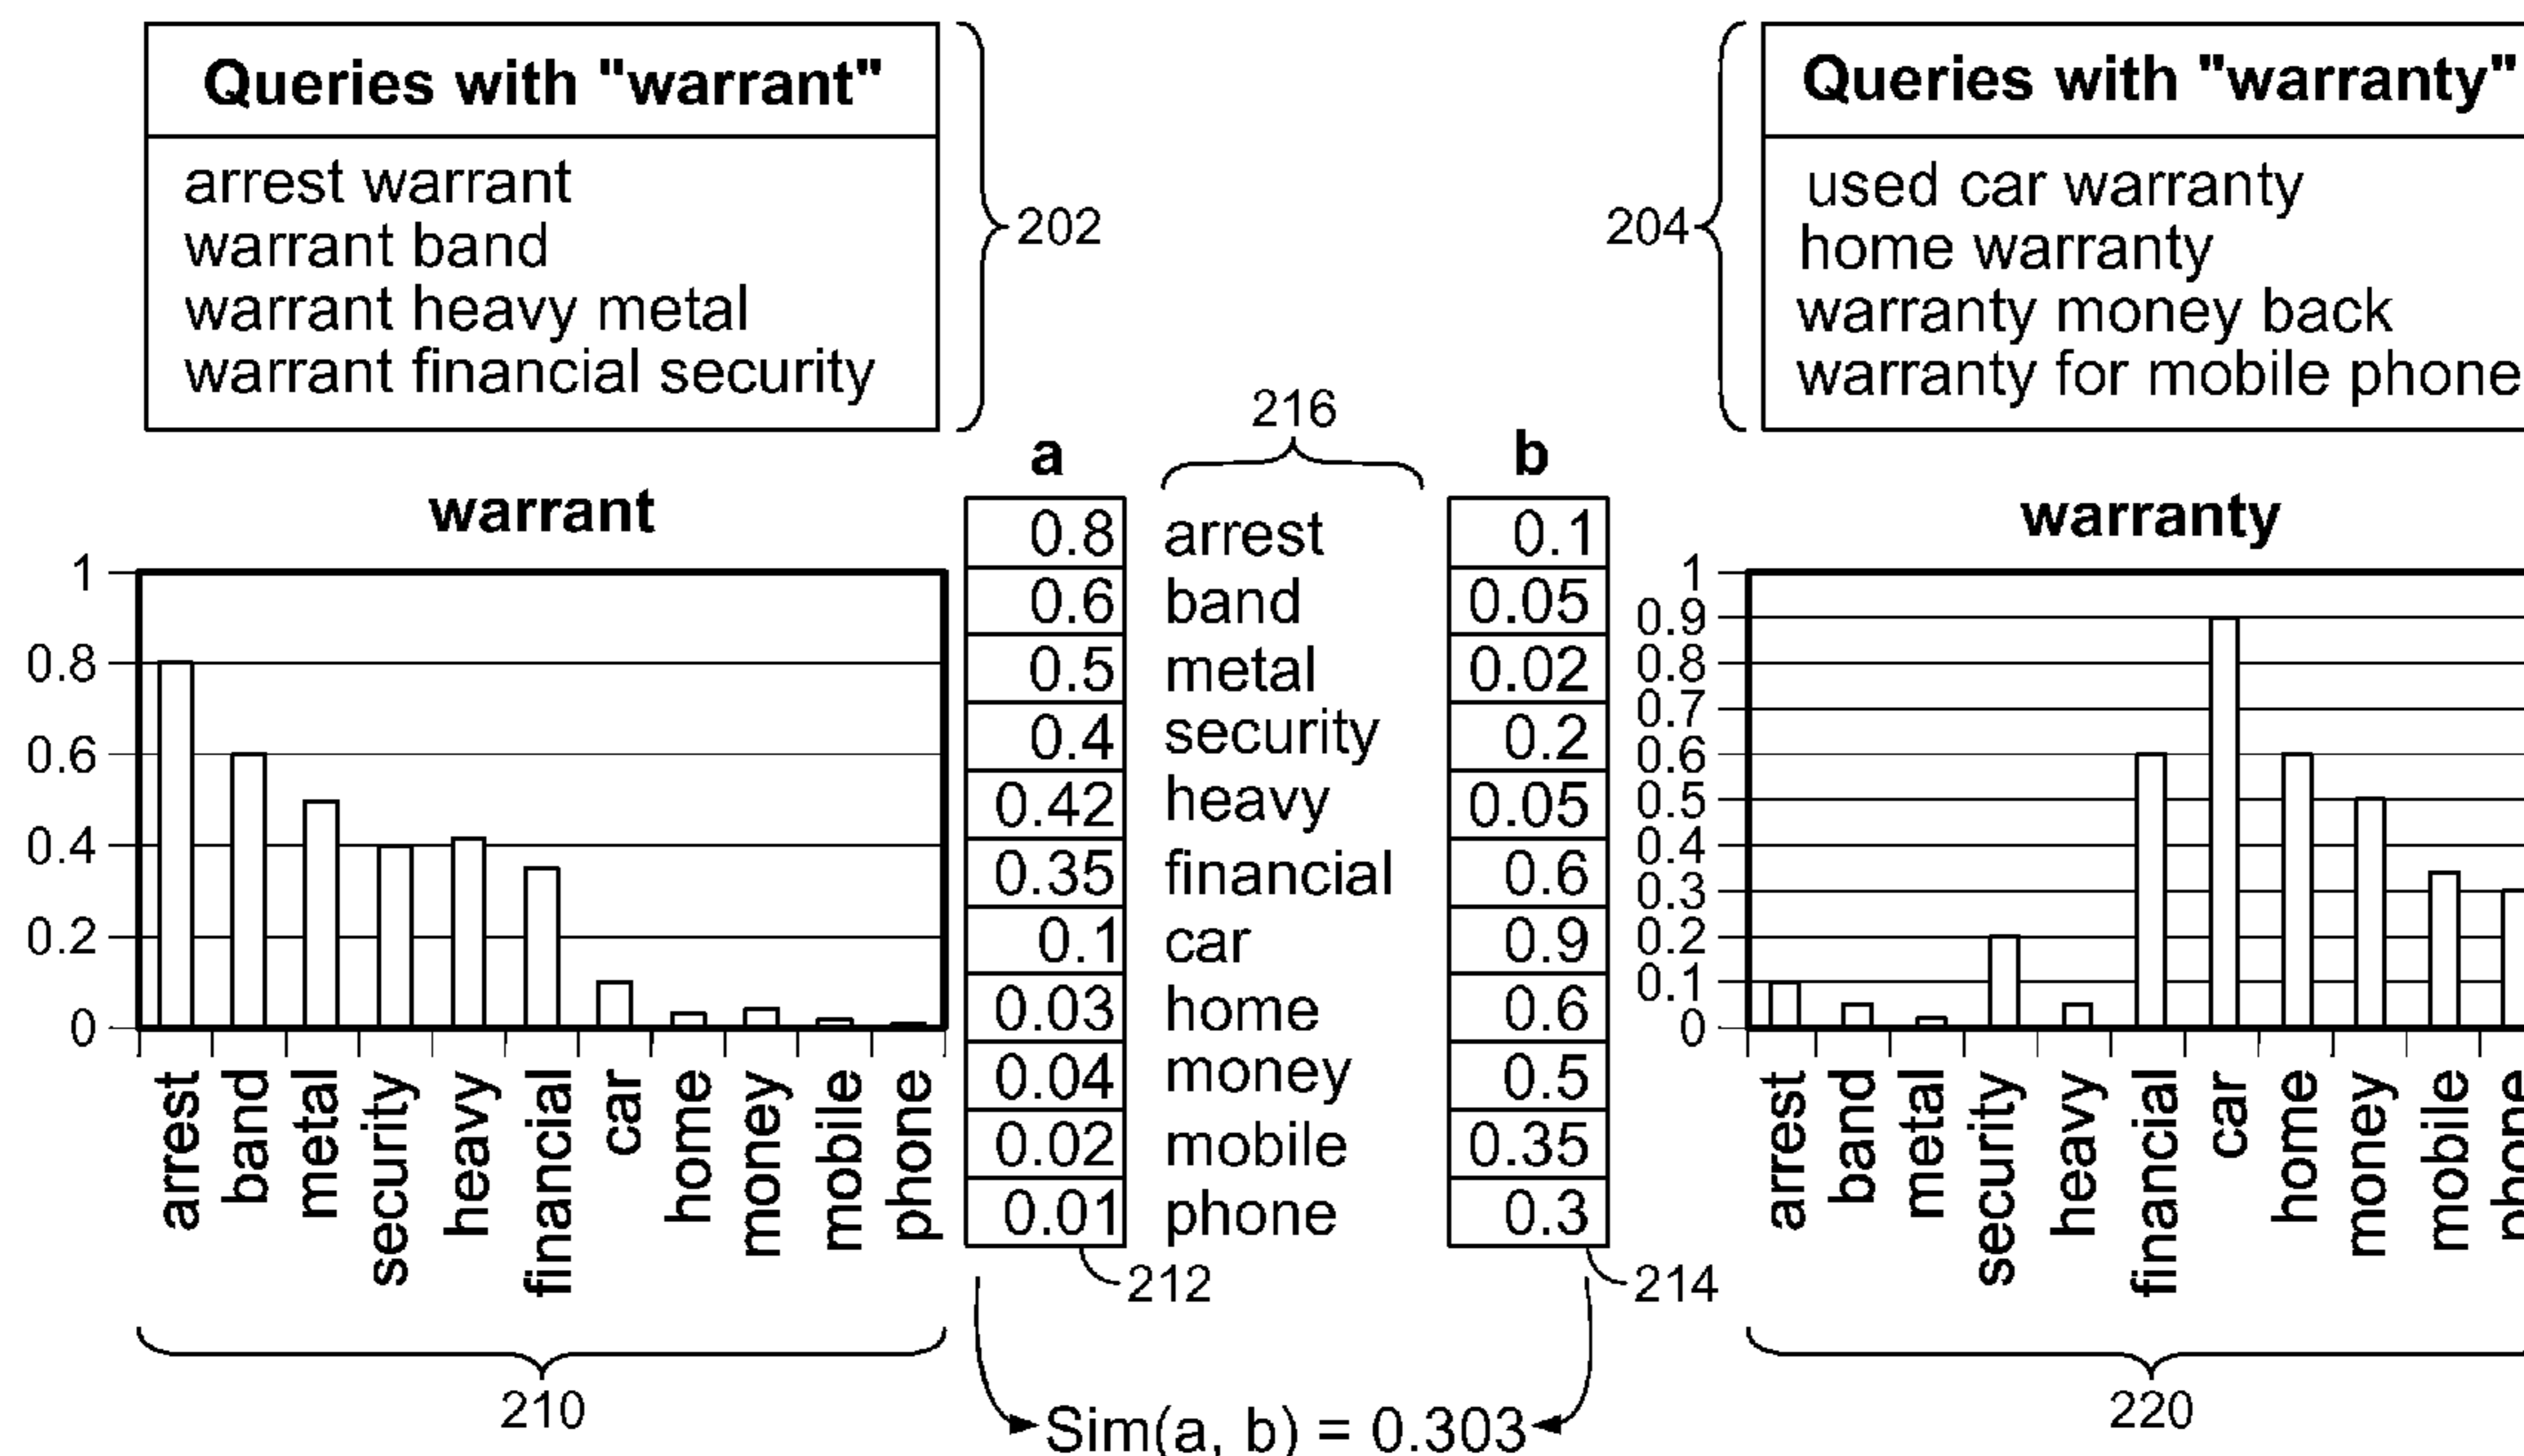 Queries with "warrant"
arrest warrant
warrant band
warrant heavy metal
warrant financial security
202
Queries with "warranty"
used car warranty
home warranty
warranty money back
warranty for mobile phone
204
216
warrant
1
0.8
0.6
0.4
0.2
0
arrest
band
metal
security
heavy
financial
car
home
money
mobile
phone
210
a
b
0.8 arrest 0.1
0.6 band 0.05
0.5 metal 0.02
0.4 security 0.2
0.42 heavy 0.05
0.35 financial 0.6
0.1 car 0.9
0.03 home 0.6
0.04 money 0.5
0.02 mobile 0.35
0.01 phone 0.3
212
214
Sim(a, b) = 0.303
warranty
1
0.9
0.8
0.7
0.6
0.5
0.4
0.3
0.2
0.1
0
arrest
band
metal
security
heavy
financial
car
home
money
mobile
phone
220